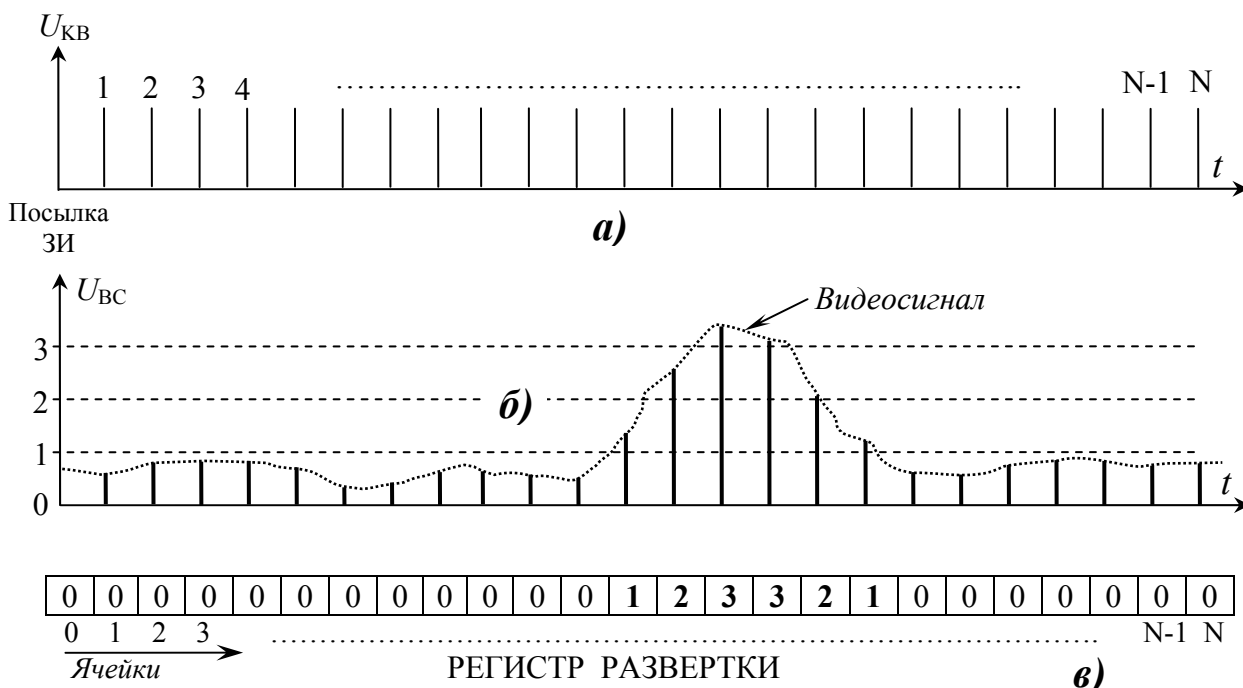 U_КВ
1 2 3 4 ........................ N-1 N
t
Посылка
ЗИ
а)
U_ВС
Видеосигнал
3
2
б)
1
0
t
0 0 0 0 0 0 0 0 0 0 0 0 1 2 3 3 2 1 0 0 0 0 0 0 0
0 1 2 3 ........................ N-1 N
Ячейки
РЕГИСТР РАЗВЕРТКИ
в)